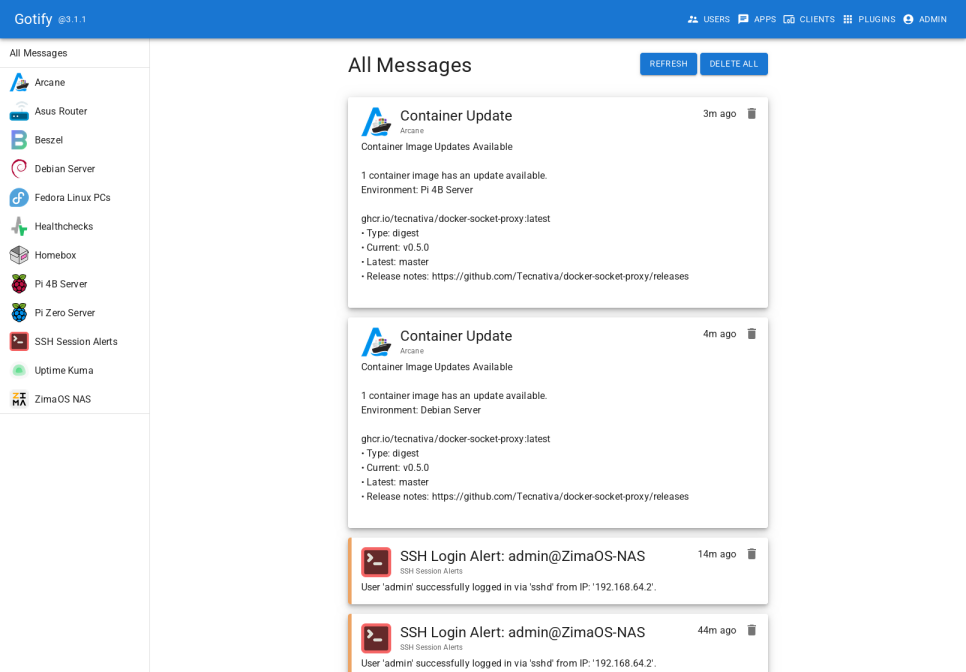 Gotify @3.1.1
USERS APPS CLIENTS PLUGINS ADMIN
All Messages
Arcane
Asus Router
Beszel
Debian Server
Fedora Linux PCs
Healthchecks
Homebox
Pi 4B Server
Pi Zero Server
SSH Session Alerts
Uptime Kuma
ZimaOS NAS
All Messages
REFRESH DELETE ALL
Container Update 3m ago
Arcane
Container Image Updates Available
1 container image has an update available.
Environment: Pi 4B Server
ghcr.io/tecnativa/docker-socket-proxy:latest
• Type: digest
• Current: v0.5.0
• Latest: master
• Release notes: https://github.com/Tecnativa/docker-socket-proxy/releases
Container Update 4m ago
Arcane
Container Image Updates Available
1 container image has an update available.
Environment: Debian Server
ghcr.io/tecnativa/docker-socket-proxy:latest
• Type: digest
• Current: v0.5.0
• Latest: master
• Release notes: https://github.com/Tecnativa/docker-socket-proxy/releases
SSH Login Alert: admin@ZimaOS-NAS 14m ago
SSH Session Alerts
User 'admin' successfully logged in via 'sshd' from IP: '192.168.64.2'.
SSH Login Alert: admin@ZimaOS-NAS 44m ago
SSH Session Alerts
User 'admin' successfully logged in via 'sshd' from IP: '192.168.64.2'.